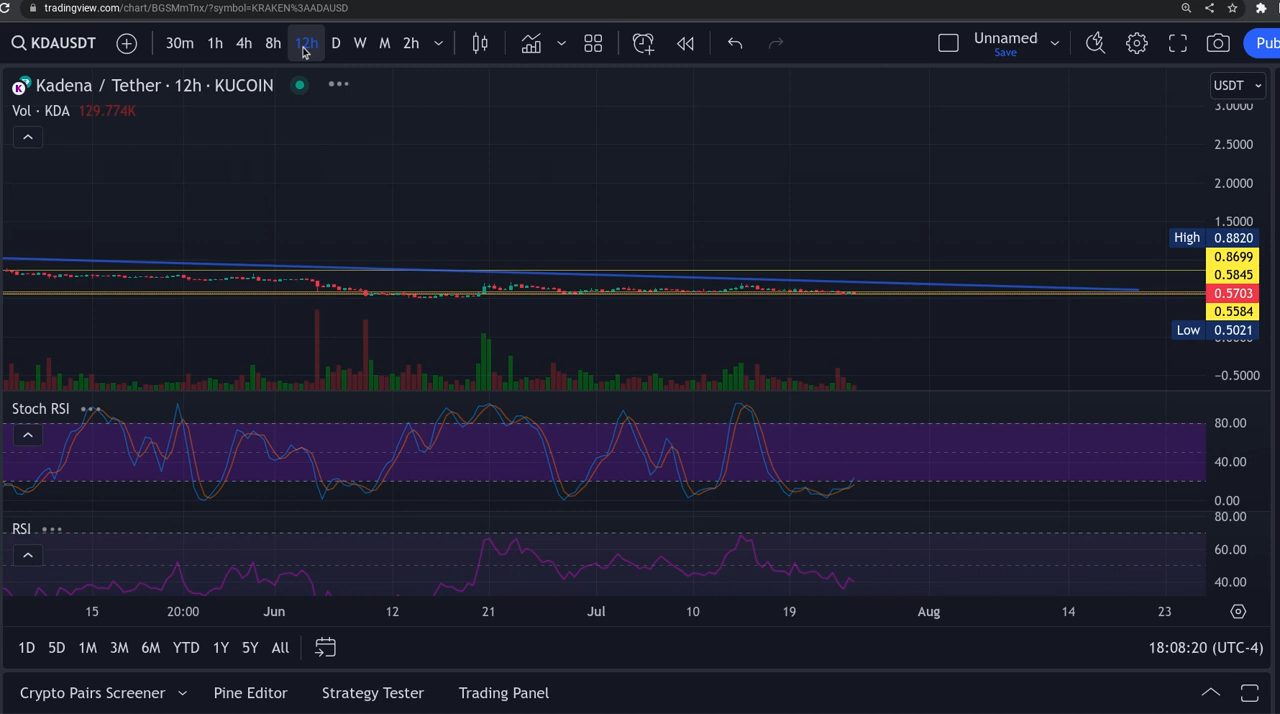 tradingview.com/chart/BGSMmTnx/?symbol=KRAKEN%3AADAUSD
KDAUSDT 30m 1h 4h 8h 12h D W M 2h Unnamed Save Pub
Kadena / Tether · 12h · KUCOIN USDT
Vol · KDA 129.774K
3.0000
2.5000
2.0000
1.5000
High 0.8820
0.8699
0.5845
0.5703
0.5584
Low 0.5021
−0.5000
Stoch RSI
80.00
40.00
0.00
RSI
80.00
60.00
40.00
15 20:00 Jun 12 21 Jul 10 19 Aug 14 23
1D 5D 1M 3M 6M YTD 1Y 5Y All 18:08:20 (UTC-4)
Crypto Pairs Screener Pine Editor Strategy Tester Trading Panel